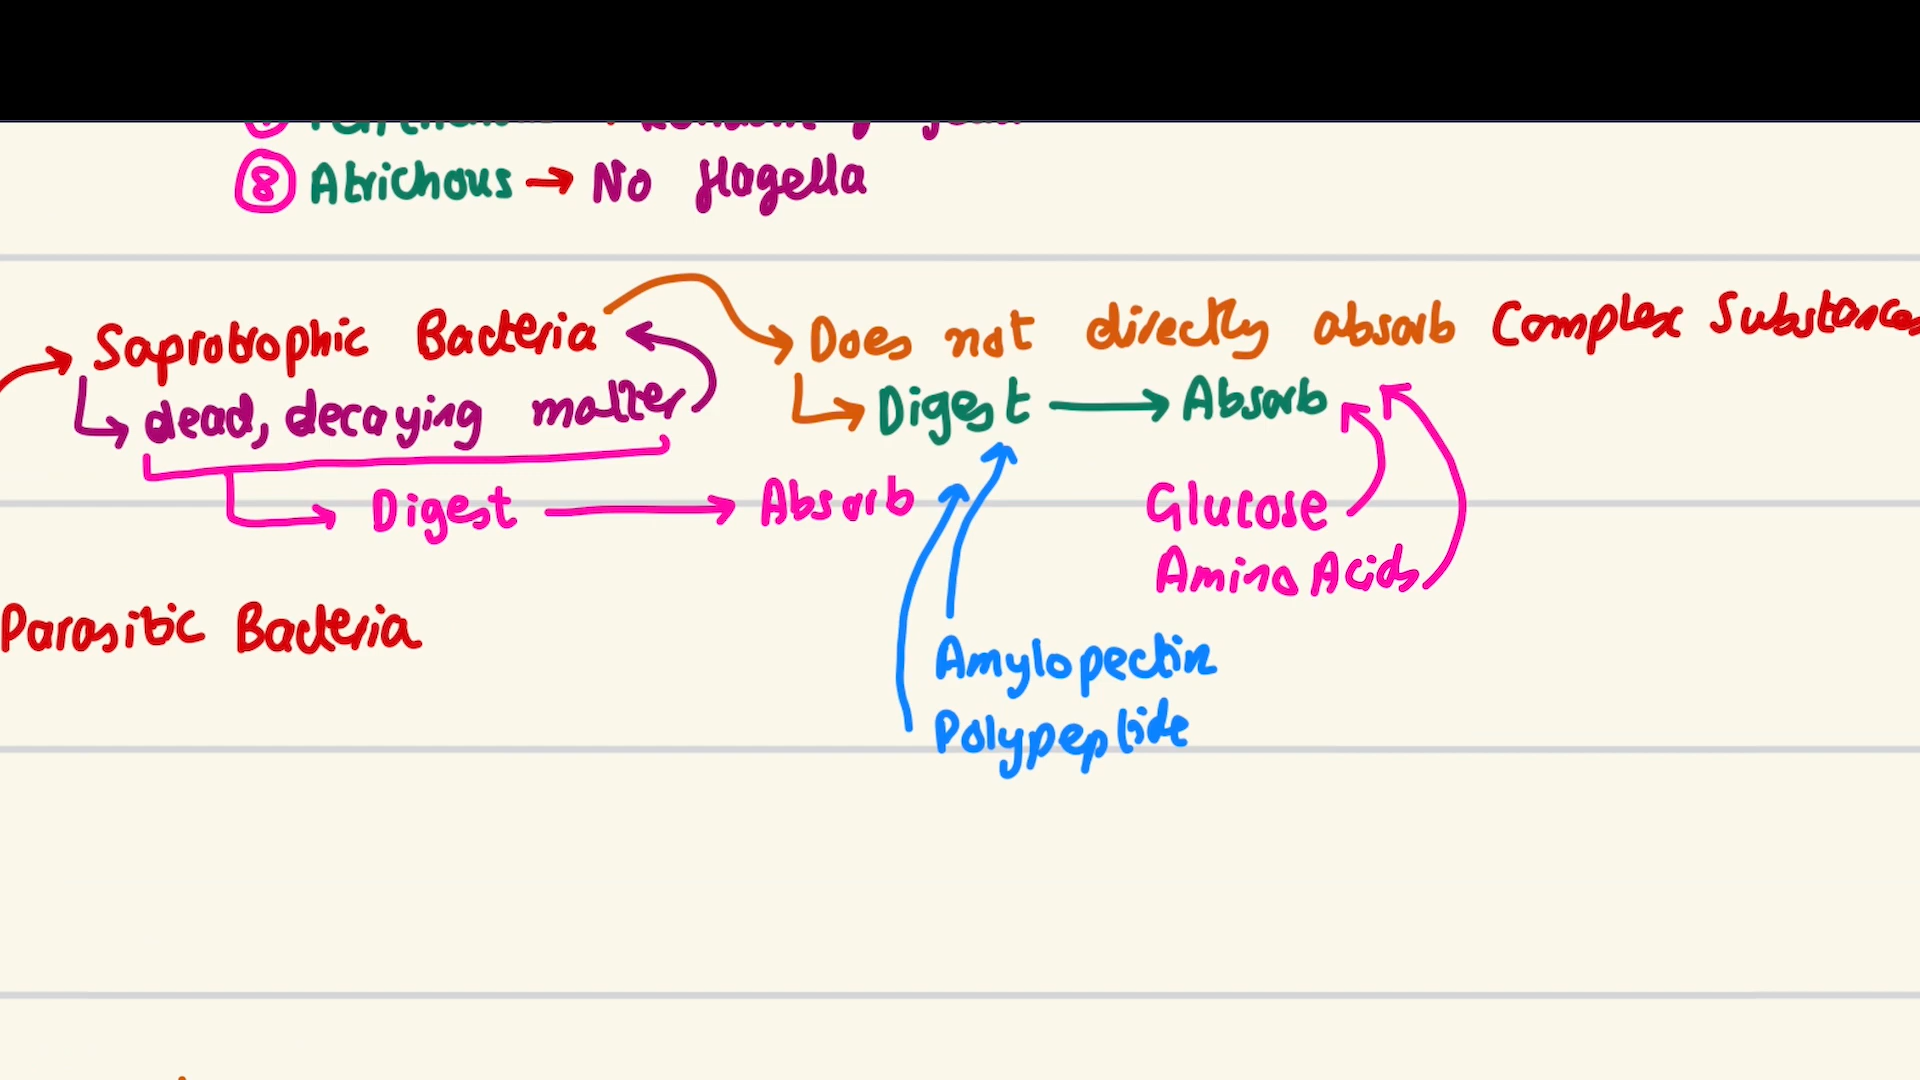 ⑧ Atrichous → No flagella
Saprotrophic Bacteria → Does not directly absorb Complex Substances
dead, decaying matter
Digest → Absorb
Digest → Absorb
Glucose
Amino Acids
Parasitic Bacteria
Amylopectin
Polypeptide